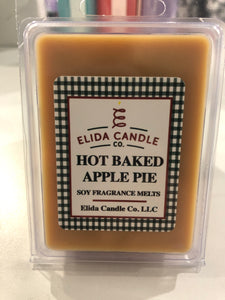 ELIDA CANDLE
CO.
HOT BAKED
APPLE PIE
SOY FRAGRANCE MELTS
Elida Candle Co. LLC